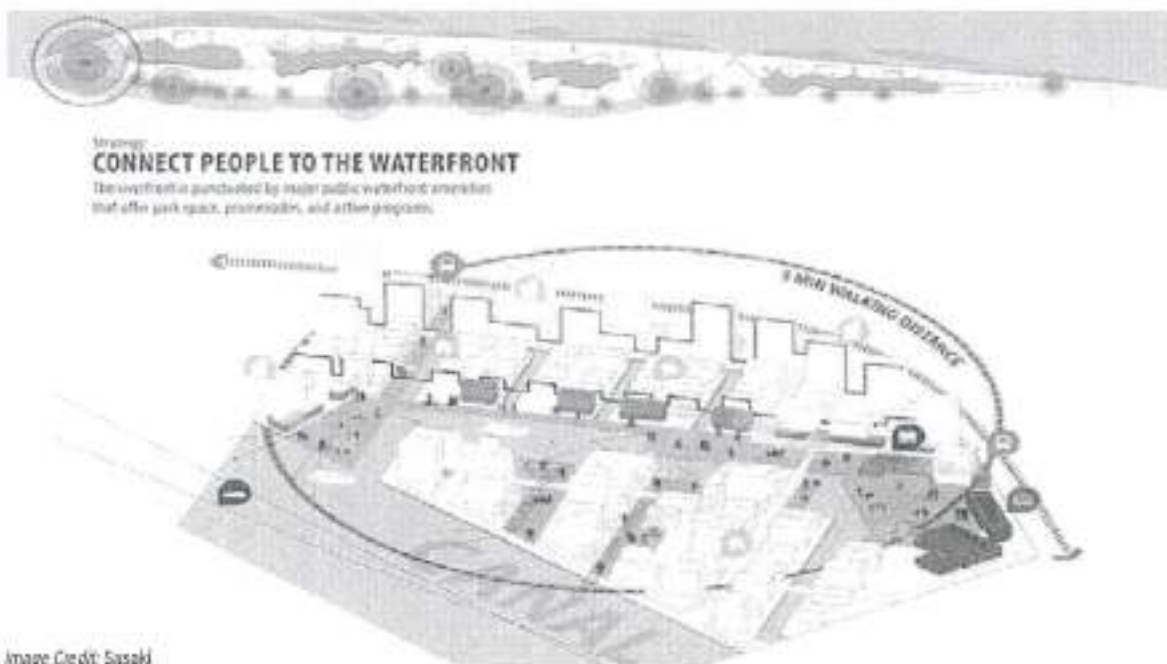 Strategy:
CONNECT PEOPLE TO THE WATERFRONT
The riverfront is punctuated by major public waterfront amenities
that offer park space, promenades, and active programs.
5 MIN WALKING DISTANCE
Image Credit: Sasaki